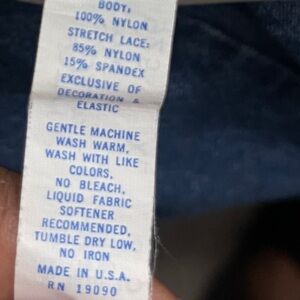 BODY:
100% NYLON
STRETCH LACE:
85% NYLON
15% SPANDEX
EXCLUSIVE OF
DECORATION &
ELASTIC
GENTLE MACHINE
WASH WARM,
WASH WITH LIKE
COLORS,
NO BLEACH,
LIQUID FABRIC
SOFTENER
RECOMMENDED,
TUMBLE DRY LOW,
NO IRON
MADE IN U.S.A.
RN 19090